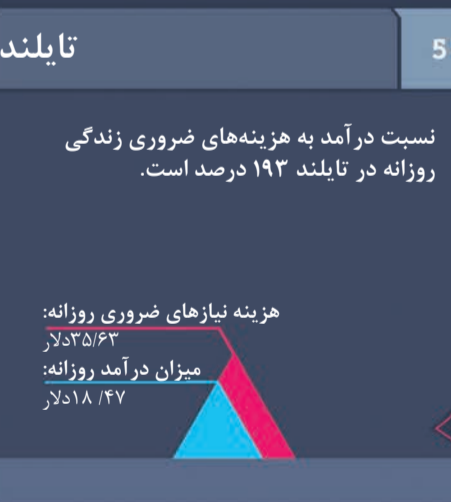 5
تایلند
نسبت درآمد به هزینه‌های ضروری زندگی
روزانه در تایلند ۱۹۳ درصد است.
هزینه نیازهای ضروری روزانه:
۳۵/۶۳دلار
میزان درآمد روزانه:
۱۸ /۴۷دلار